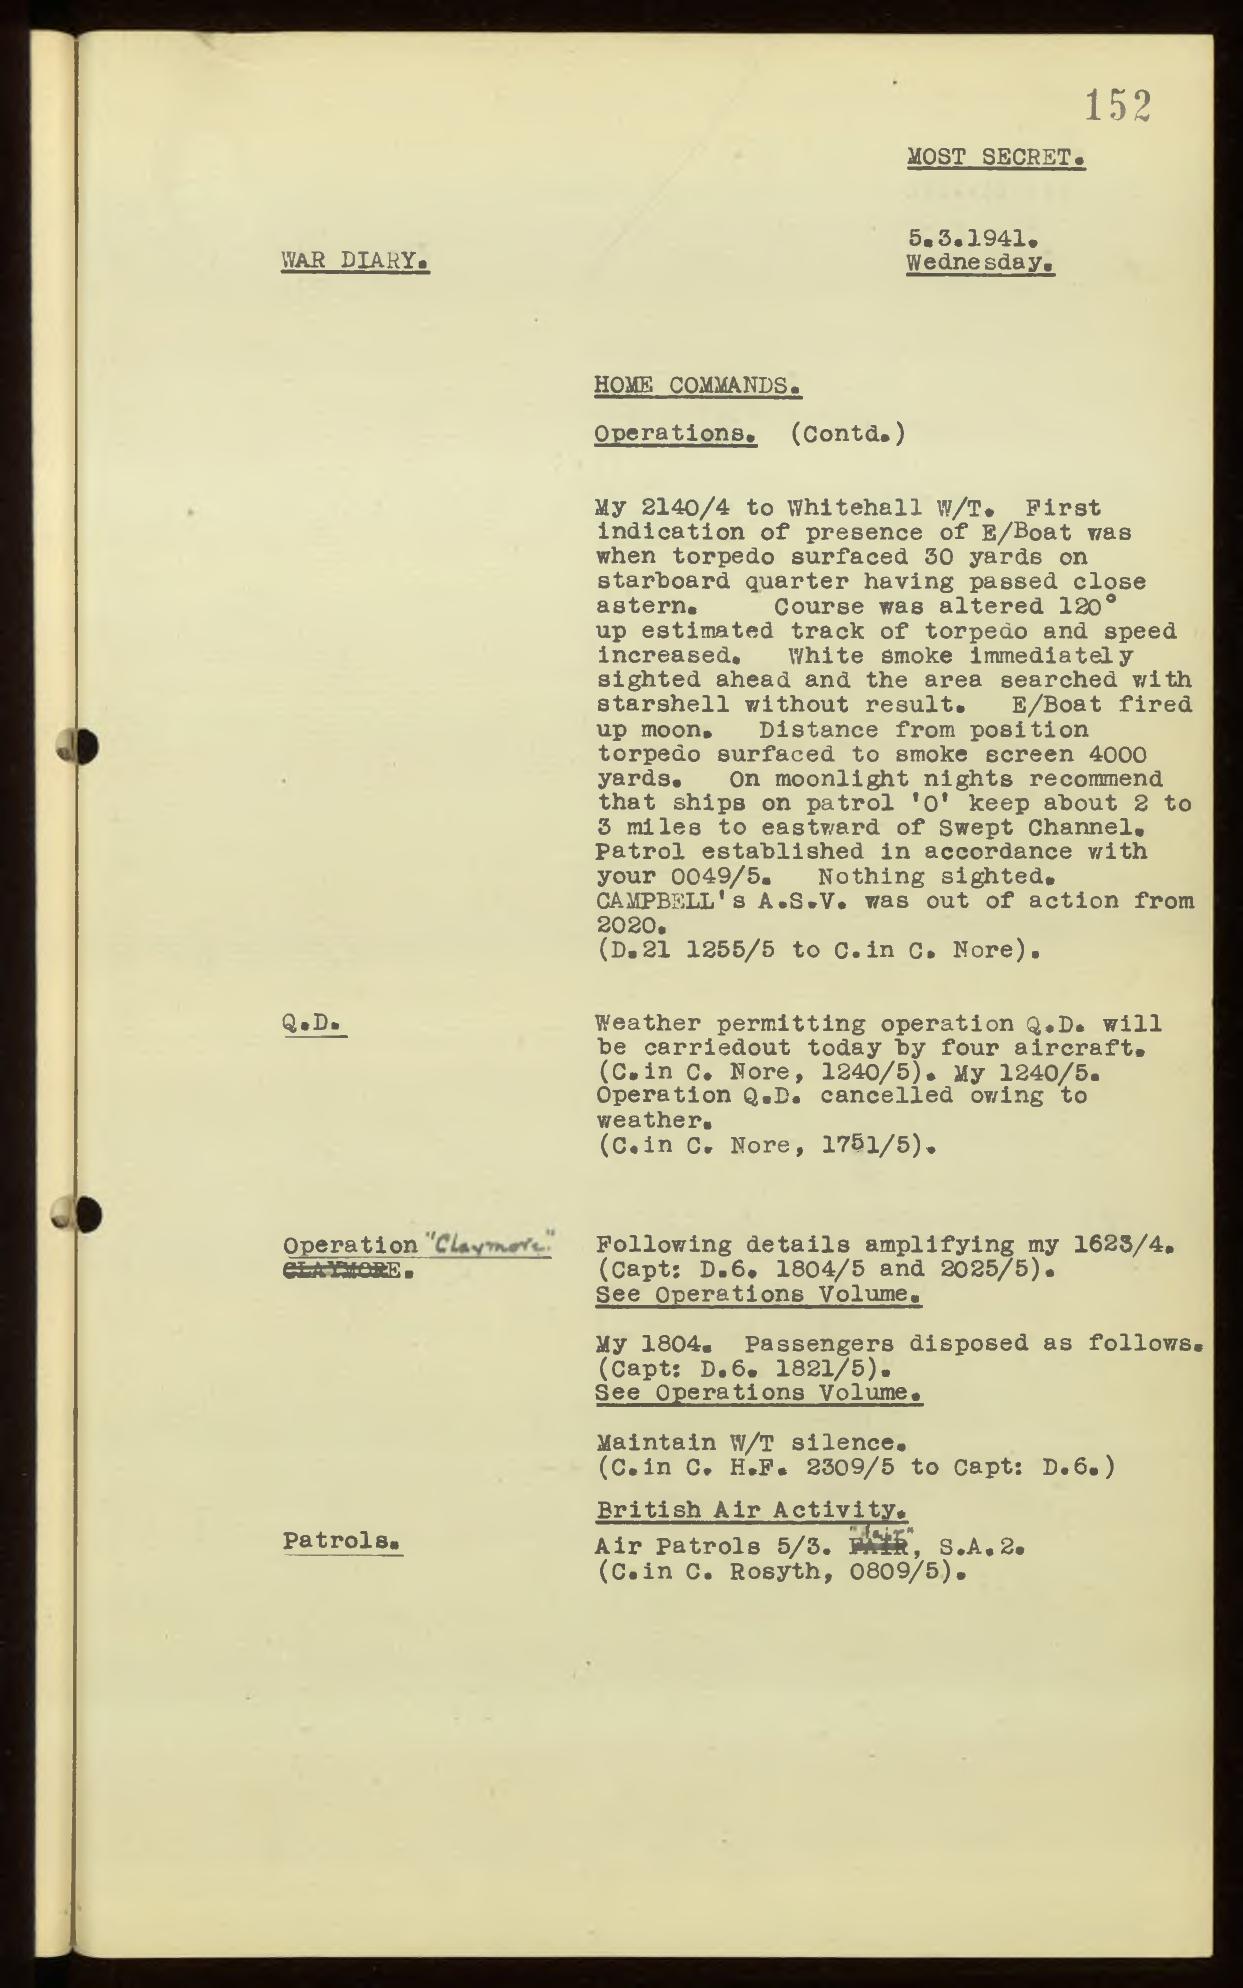 152
MOST SECRET.
5.3.1941.
WAR DIARY.
Wednesday.
HOME COMMANDS.
Operations. (Contd.)
My 2140/4 to Whitehall W/T. First
indication of presence of E/Boat was
when torpedo surfaced 30 yards on
starboard quarter having passed close
astern. Course was altered 120°
up estimated track of torpedo and speed
increased. White smoke immediately
sighted ahead and the area searched with
starshell without result. E/Boat fired
up moon. Distance from position
torpedo surfaced to smoke screen 4000
yards. On moonlight nights recommend
that ships on patrol 'O' keep about 2 to
3 miles to eastward of Swept Channel.
Patrol established in accordance with
your 0049/5. Nothing sighted.
CAMPBELL's A.S.V. was out of action from
2020.
(D.21 1255/5 to C.in C. Nore).
Q.D.
Weather permitting operation Q.D. will
be carriedout today by four aircraft.
(C.in C. Nore, 1240/5). My 1240/5.
Operation Q.D. cancelled owing to
weather.
(C.in C. Nore, 1751/5).
Operation "Claymore"
CLAYMORE.
Following details amplifying my 1623/4.
(Capt: D.6. 1804/5 and 2025/5).
See Operations Volume.
My 1804. Passengers disposed as follows.
(Capt: D.6. 1821/5).
See Operations Volume.
Maintain W/T silence.
(C.in C. H.F. 2309/5 to Capt: D.6.)
British Air Activity.
Patrols.
"fair"
Air Patrols 5/3. FAIR, S.A.2.
(C.in C. Rosyth, 0809/5).